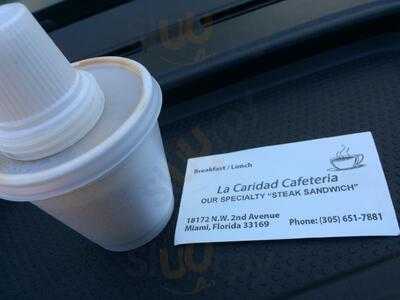 Breakfast / Lunch
La Caridad Cafeteria
OUR SPECIALTY "STEAK SANDWICH"
18172 N.W. 2nd Avenue
Miami, Florida 33169
Phone: (305) 651-7881